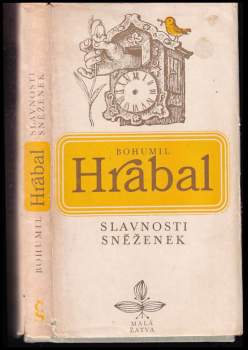 BOHUMIL
Hrabal
SLAVNOSTI
SNĚŽENEK
BOHUMIL
Hrabal
SLAVNOSTI
SNĚŽENEK
MALÁ
ŽATVA